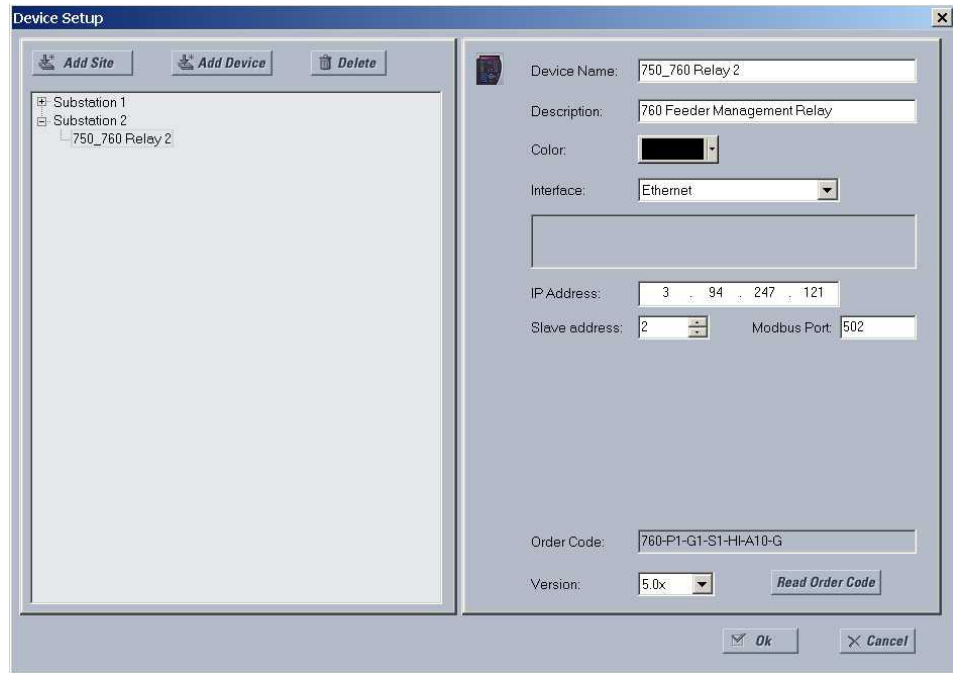 Device Setup
Add Site Add Device Delete
Substation 1
Substation 2
750_760 Relay 2
Device Name: 750_760 Relay 2
Description: 760 Feeder Management Relay
Color:
Interface: Ethernet
IP Address: 3 . 94 . 247 . 121
Slave address: 2 Modbus Port: 502
Order Code: 760-P1-G1-S1-HI-A10-G
Version: 5.0x Read Order Code
Ok Cancel